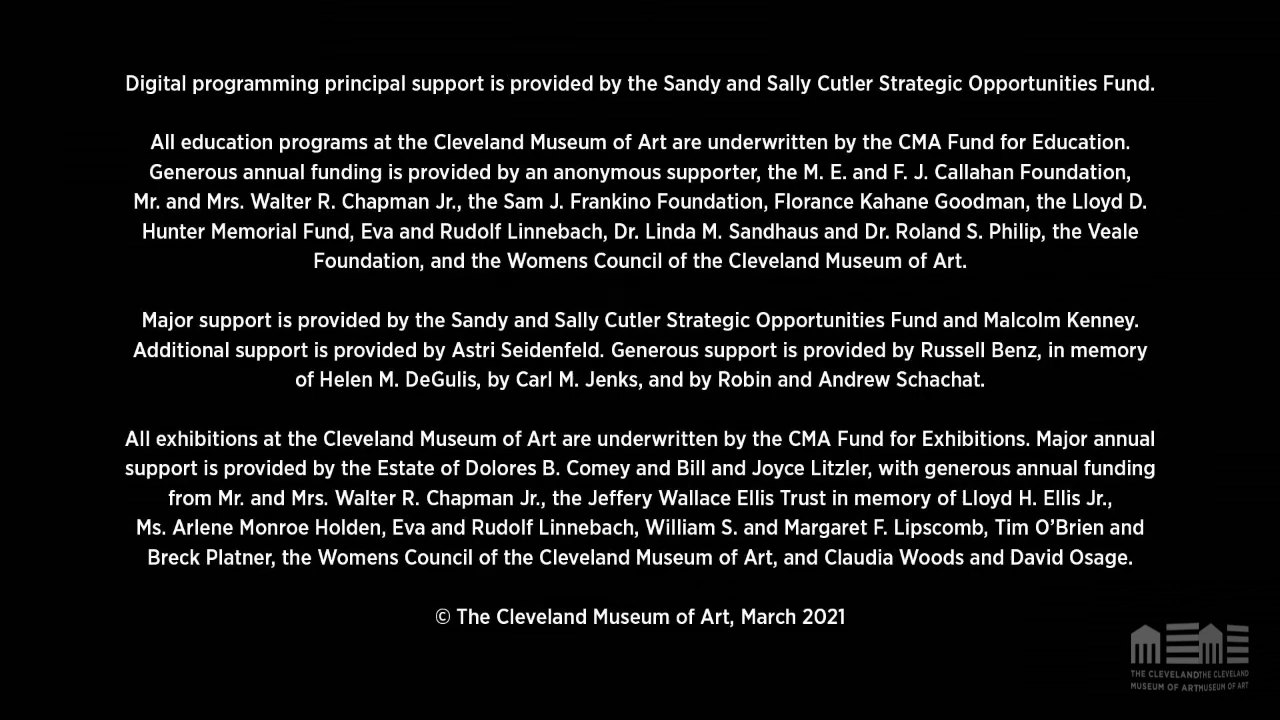 Digital programming principal support is provided by the Sandy and Sally Cutler Strategic Opportunities Fund.
All education programs at the Cleveland Museum of Art are underwritten by the CMA Fund for Education.
Generous annual funding is provided by an anonymous supporter, the M. E. and F. J. Callahan Foundation,
Mr. and Mrs. Walter R. Chapman Jr., the Sam J. Frankino Foundation, Florance Kahane Goodman, the Lloyd D.
Hunter Memorial Fund, Eva and Rudolf Linnebach, Dr. Linda M. Sandhaus and Dr. Roland S. Philip, the Veale
Foundation, and the Womens Council of the Cleveland Museum of Art.
Major support is provided by the Sandy and Sally Cutler Strategic Opportunities Fund and Malcolm Kenney.
Additional support is provided by Astri Seidenfeld. Generous support is provided by Russell Benz, in memory
of Helen M. DeGulis, by Carl M. Jenks, and by Robin and Andrew Schachat.
All exhibitions at the Cleveland Museum of Art are underwritten by the CMA Fund for Exhibitions. Major annual
support is provided by the Estate of Dolores B. Comey and Bill and Joyce Litzler, with generous annual funding
from Mr. and Mrs. Walter R. Chapman Jr., the Jeffery Wallace Ellis Trust in memory of Lloyd H. Ellis Jr.,
Ms. Arlene Monroe Holden, Eva and Rudolf Linnebach, William S. and Margaret F. Lipscomb, Tim O’Brien and
Breck Platner, the Womens Council of the Cleveland Museum of Art, and Claudia Woods and David Osage.
© The Cleveland Museum of Art, March 2021
THE CLEVELANDTHE CLEVELAND
MUSEUM OF ARTMUSEUM OF ART